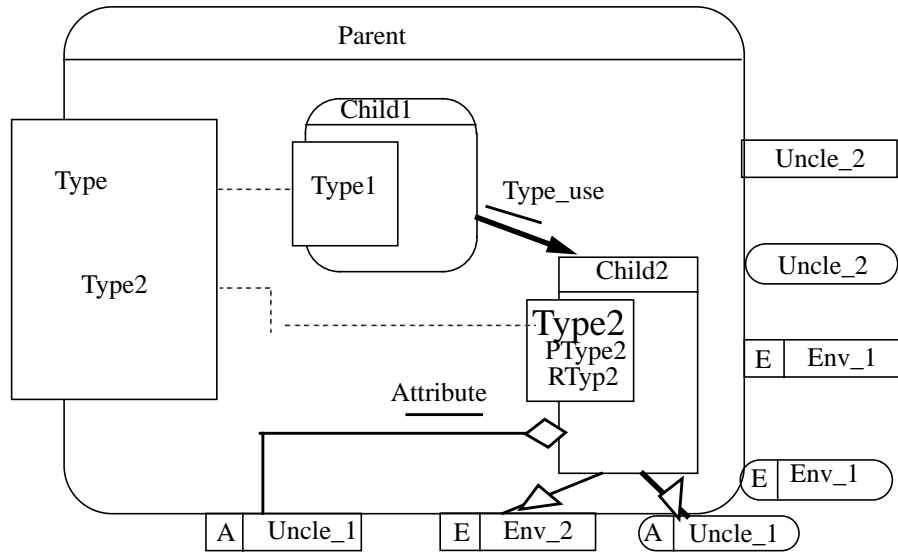 Parent
Child1
Type
Type1
Type_use
Uncle_2
Type2
Child2
Uncle_2
Type2
PType2
RTyp2
E Env_1
Attribute
E Env_1
A Uncle_1
E Env_2
A Uncle_1